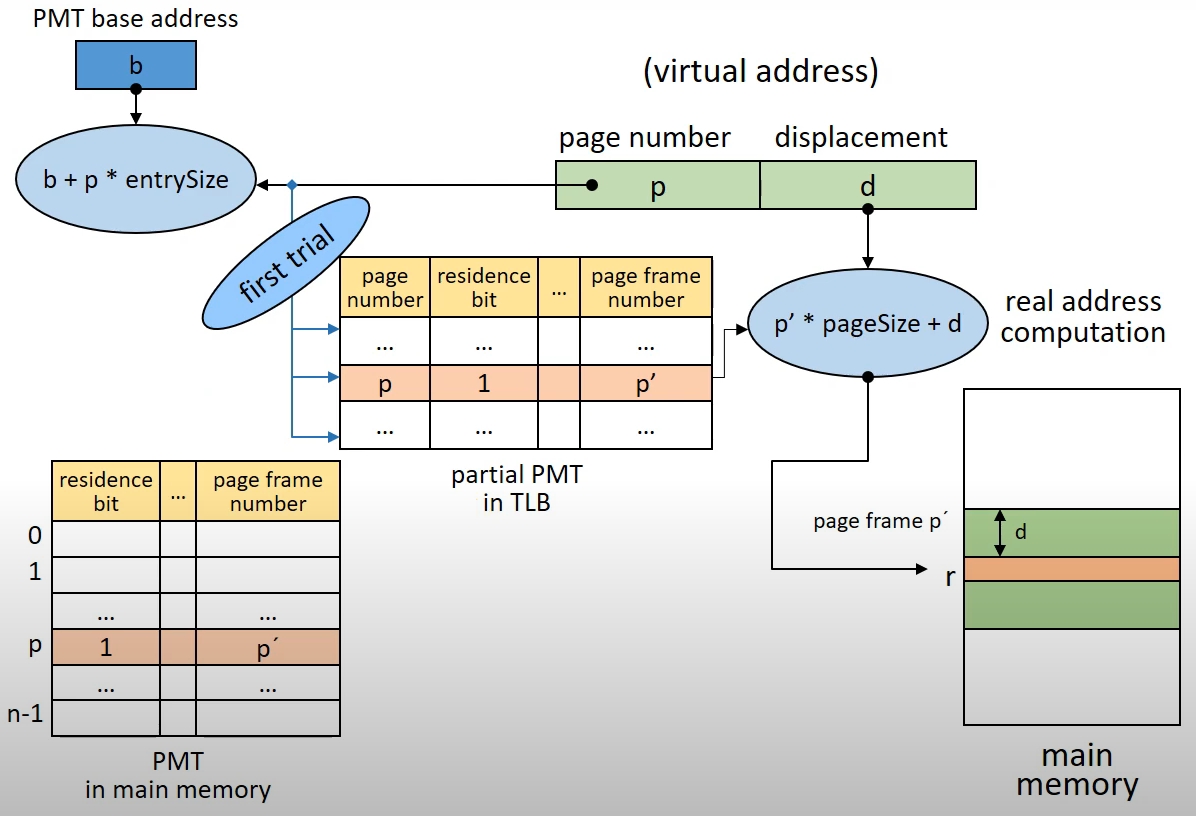 PMT base address
b
b + p * entrySize
(virtual address)
page number
displacement
p
d
first trial
page
number
residence
bit
...
page frame
number
...
...
...
p
1
p’
...
...
...
partial PMT
in TLB
p’ * pageSize + d
real address
computation
residence
bit
...
page frame
number
0
1
...
...
p
1
p´
...
...
n-1
PMT
in main memory
page frame p´
d
r
main
memory